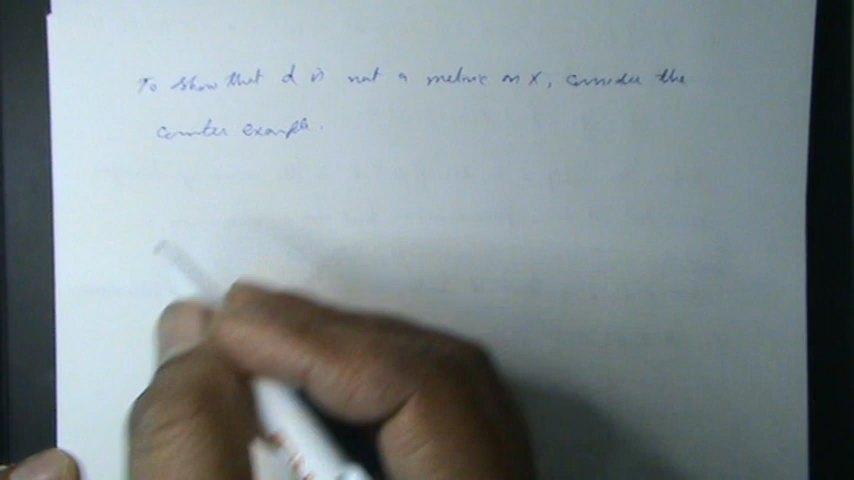 To show that d is not a metric on X, consider the
counter example.